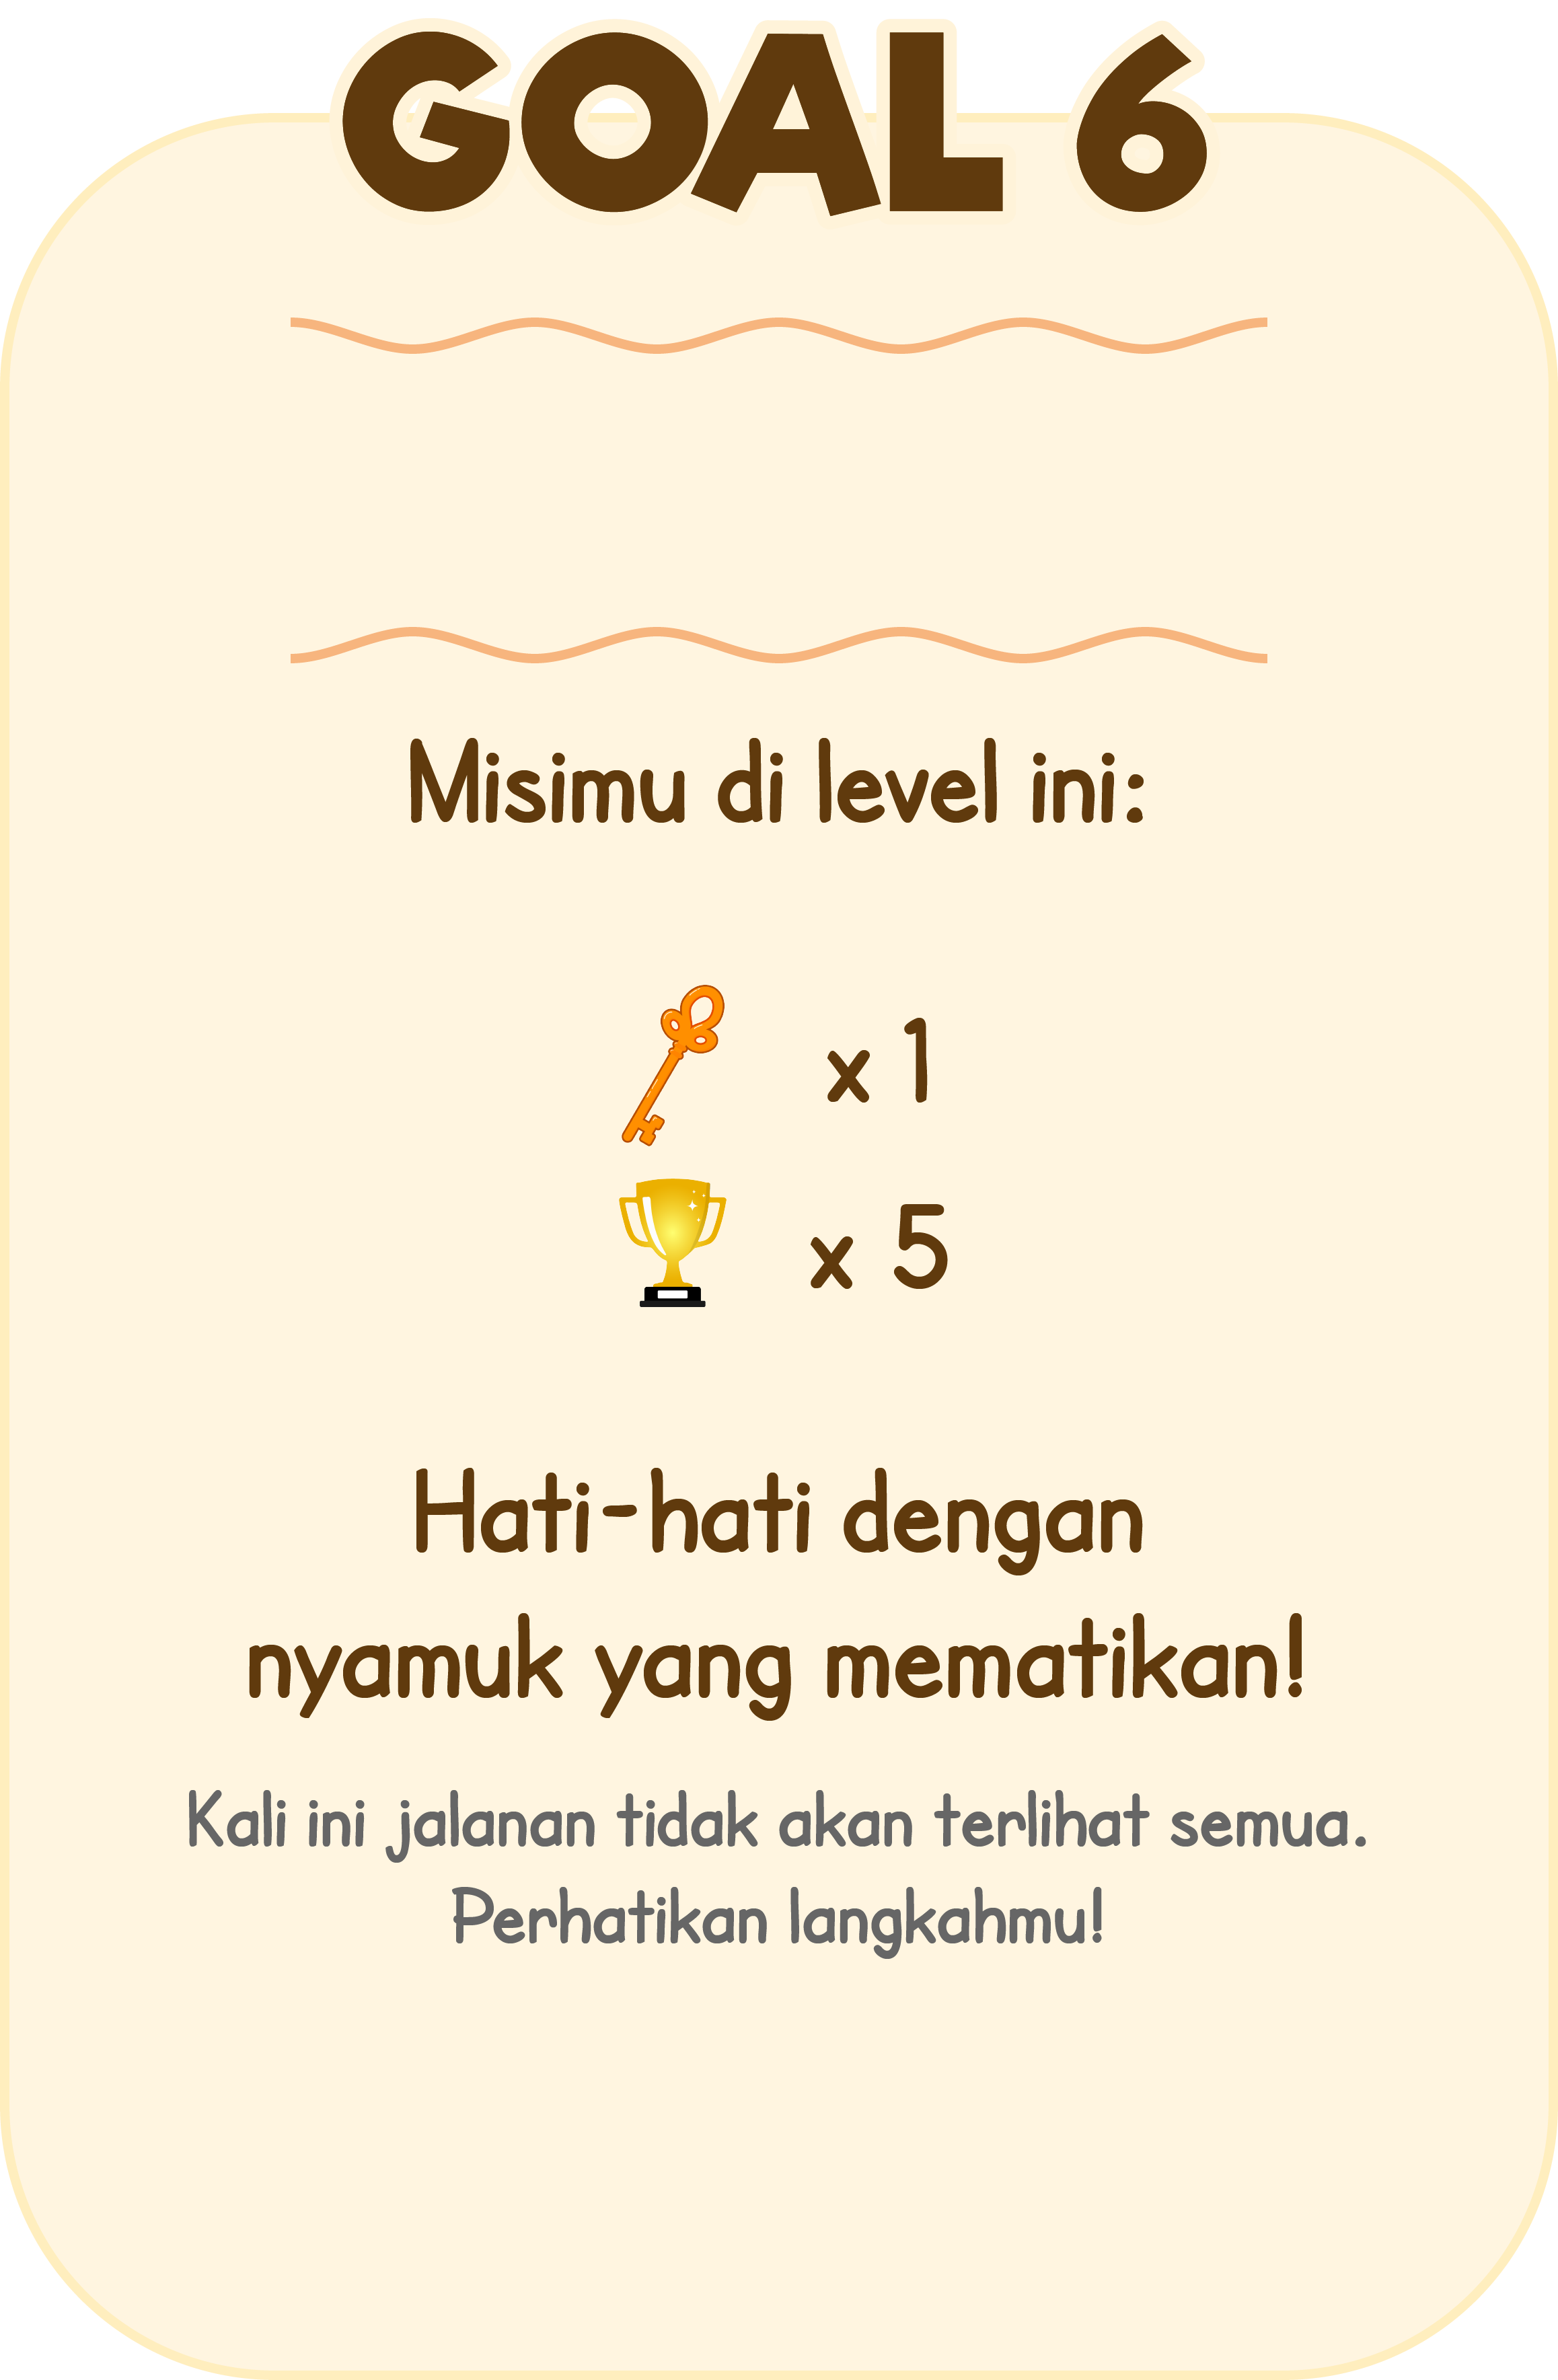 GOAL 6
Misimu di level ini:
x 1
x 5
Hati-hati dengan
nyamuk yang mematikan!
Kali ini jalanan tidak akan terlihat semua.
Perhatikan langkahmu!